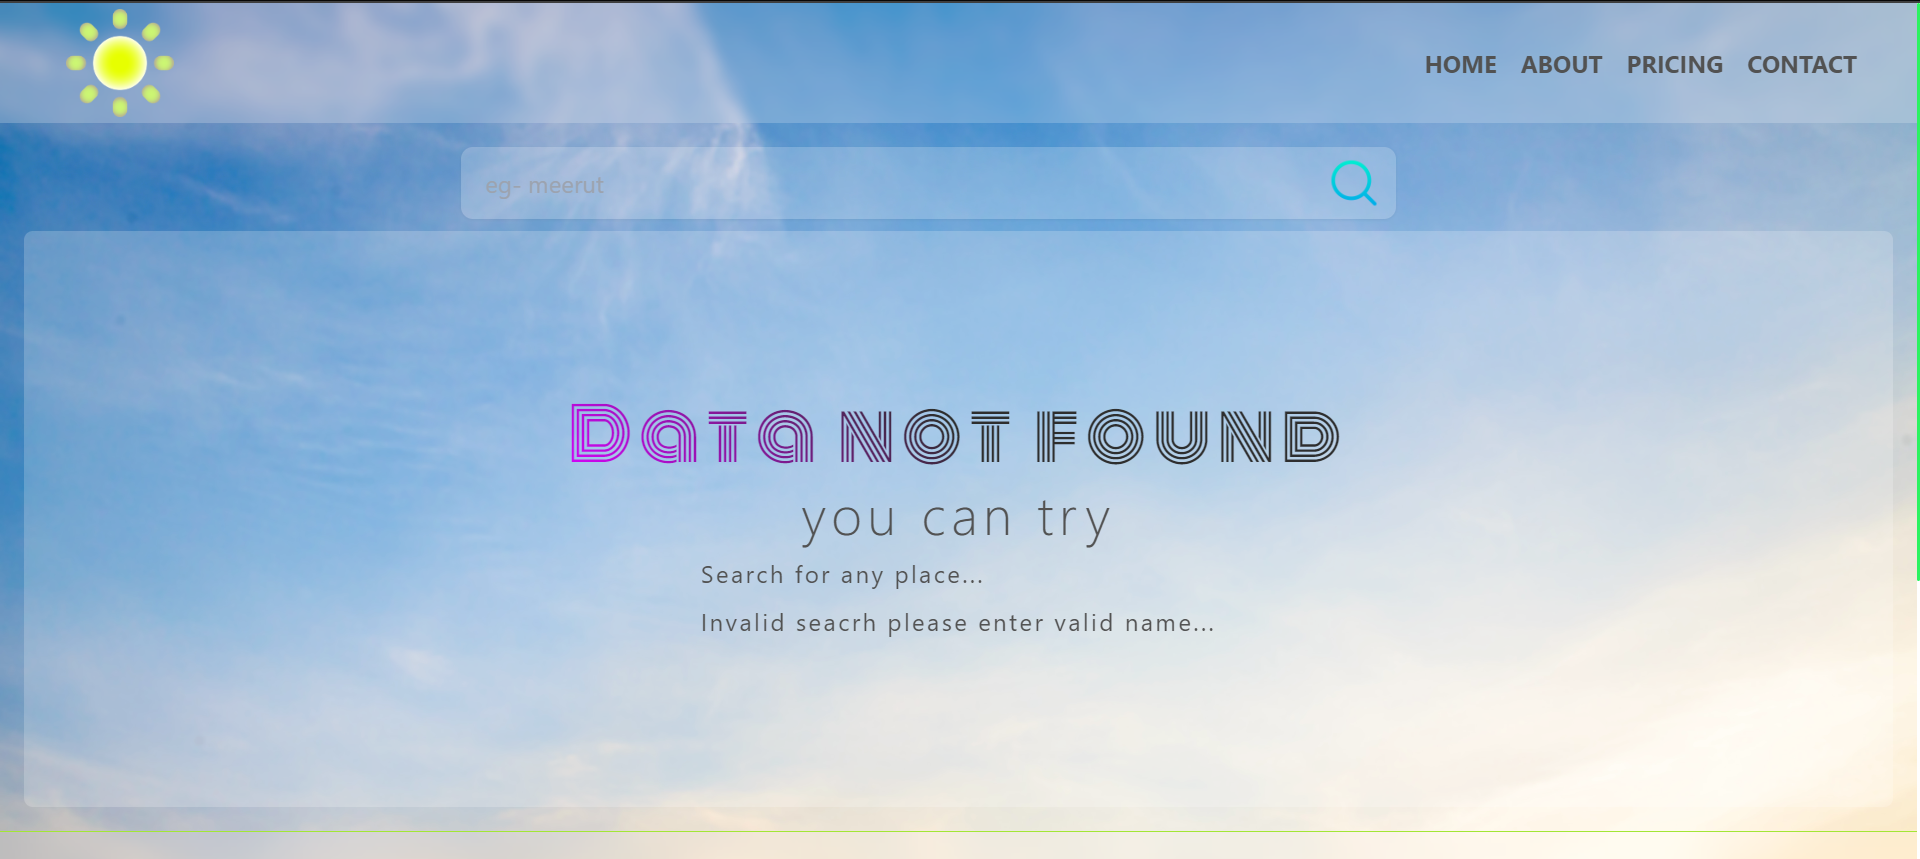 HOME ABOUT PRICING CONTACT
eg- meerut
Data not found
you can try
Search for any place...
Invalid seacrh please enter valid name...